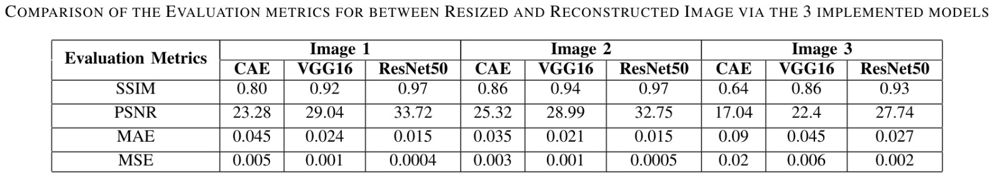 COMPARISON OF THE EVALUATION METRICS FOR BETWEEN RESIZED AND RECONSTRUCTED IMAGE VIA THE 3 IMPLEMENTED MODELS
Evaluation Metrics Image 1 Image 2 Image 3
CAE VGG16 ResNet50 CAE VGG16 ResNet50 CAE VGG16 ResNet50
SSIM 0.80 0.92 0.97 0.86 0.94 0.97 0.64 0.86 0.93
PSNR 23.28 29.04 33.72 25.32 28.99 32.75 17.04 22.4 27.74
MAE 0.045 0.024 0.015 0.035 0.021 0.015 0.09 0.045 0.027
MSE 0.005 0.001 0.0004 0.003 0.001 0.0005 0.02 0.006 0.002